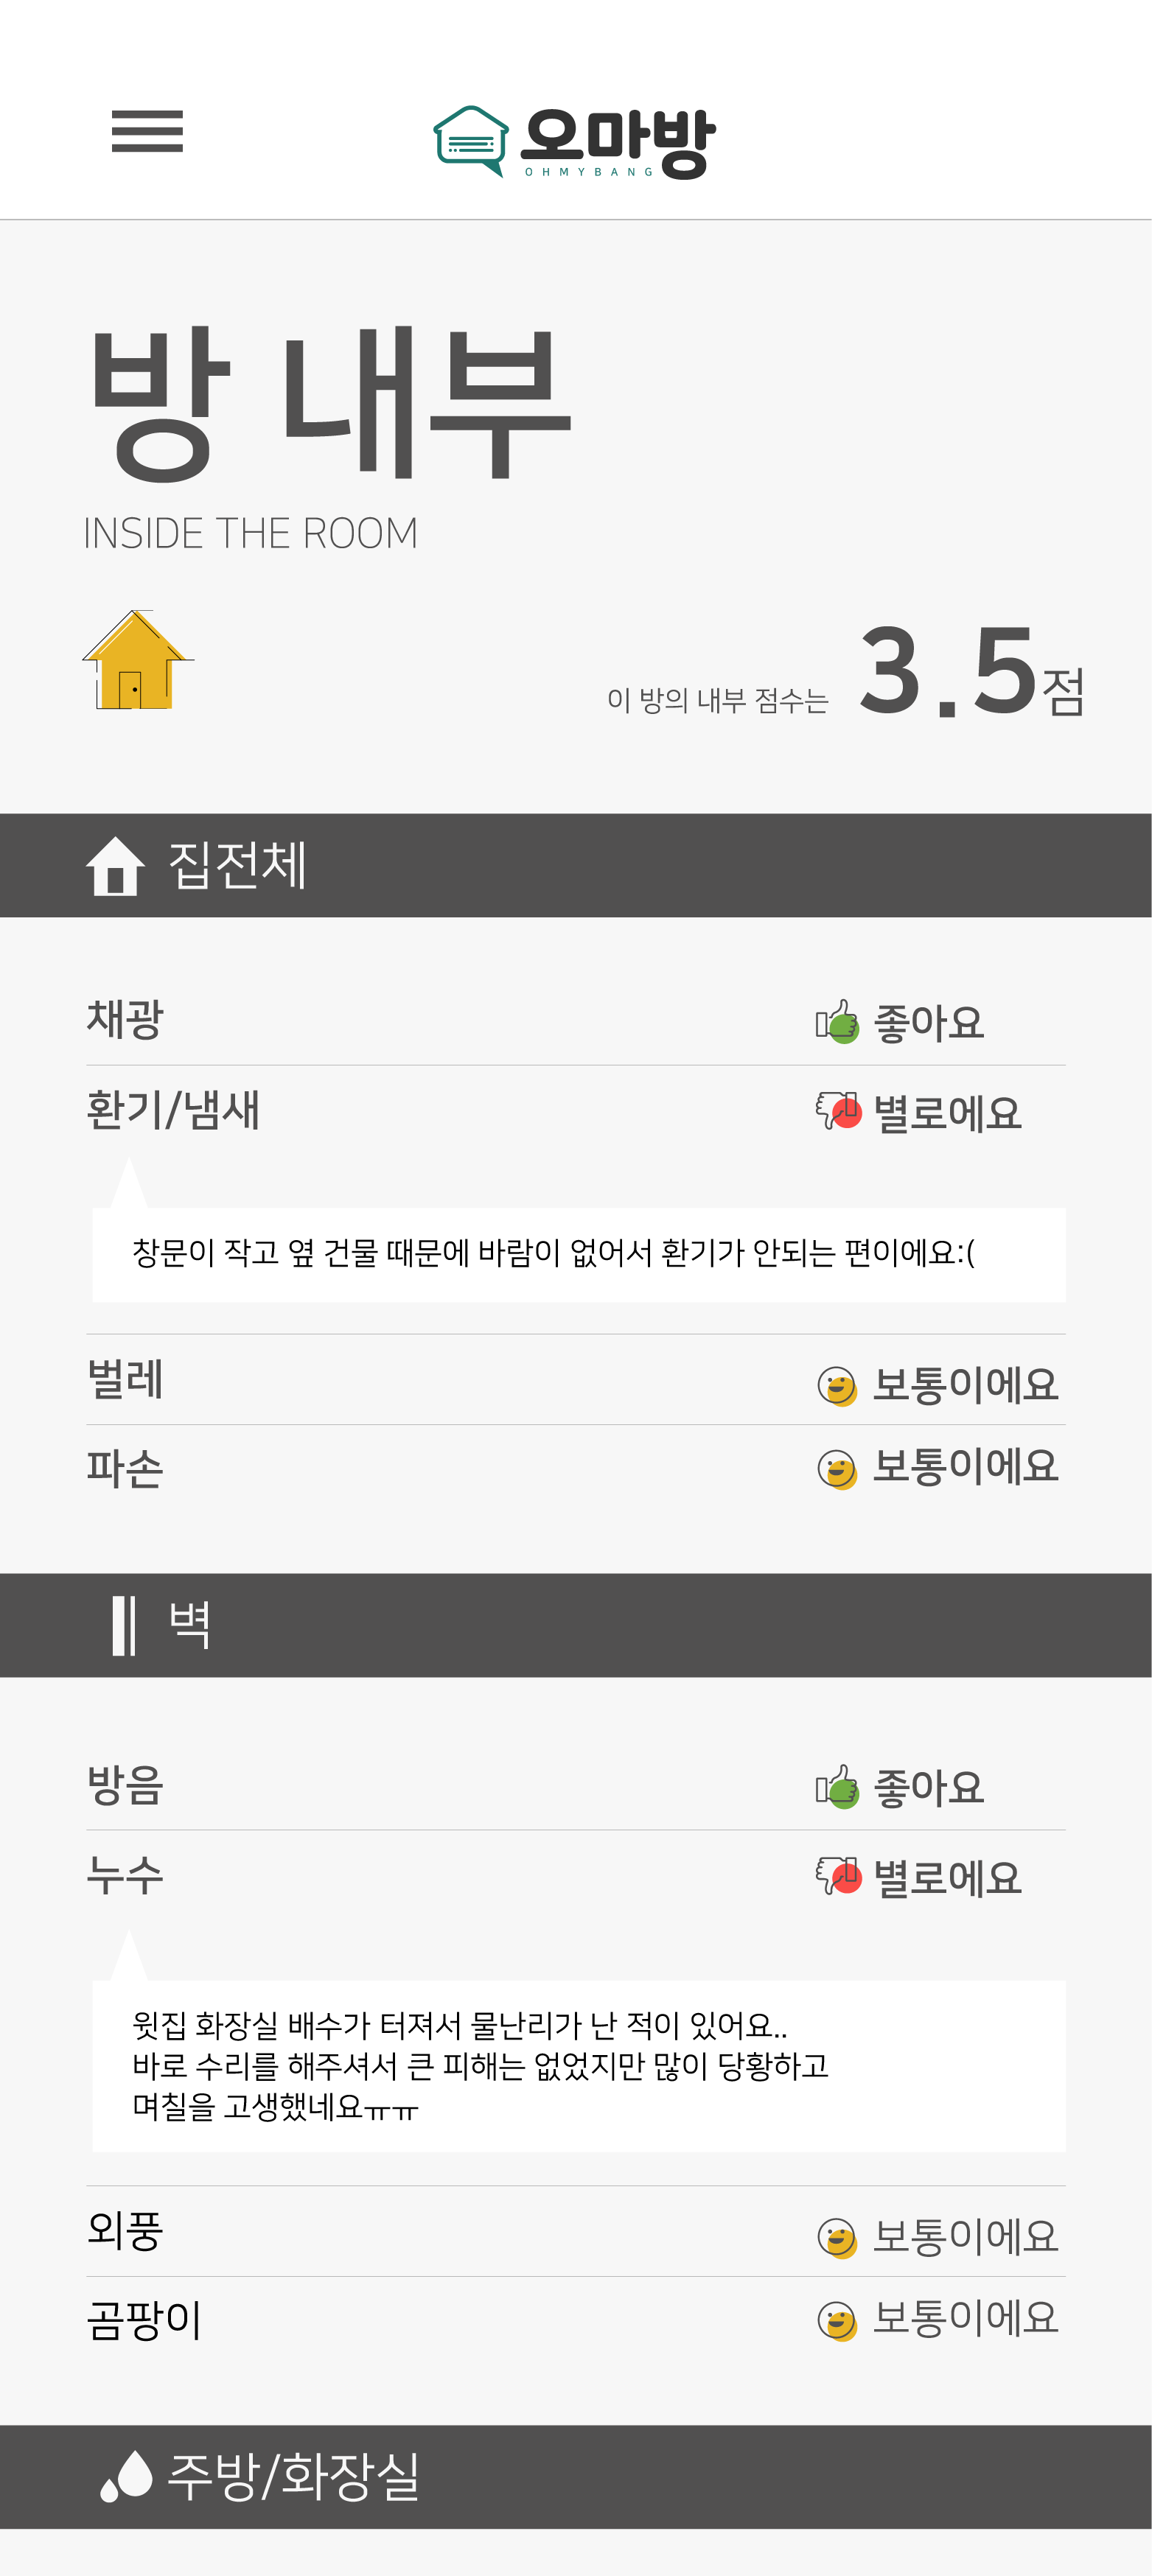 오마방
OHMYBANG
방 내부
INSIDE THE ROOM
이 방의 내부 점수는 3.5점
집전체
채광 좋아요
환기/냄새 별로에요
창문이 작고 옆 건물 때문에 바람이 없어서 환기가 안되는 편이에요:(
벌레 보통이에요
파손 보통이에요
벽
방음 좋아요
누수 별로에요
윗집 화장실 배수가 터져서 물난리가 난 적이 있어요..
바로 수리를 해주셔서 큰 피해는 없었지만 많이 당황하고
며칠을 고생했네요ㅠㅠ
외풍 보통이에요
곰팡이 보통이에요
주방/화장실